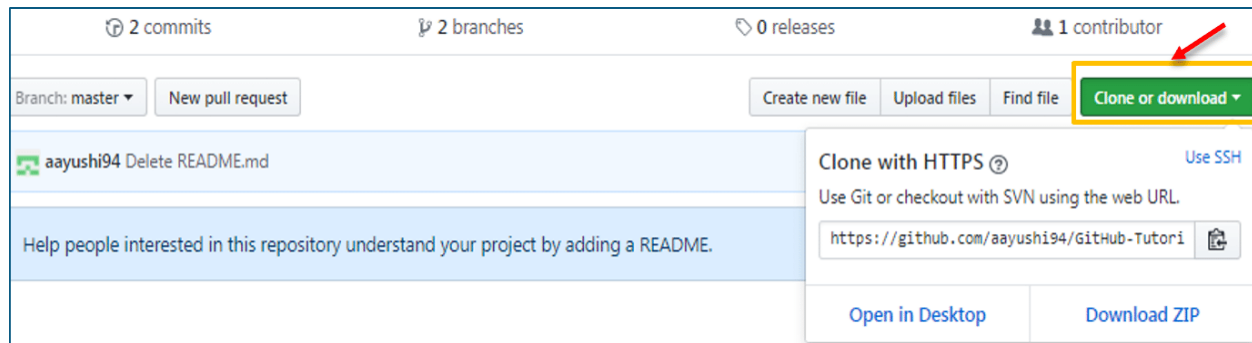 2 commits
2 branches
0 releases
1 contributor
Branch: master
New pull request
Create new file
Upload files
Find file
Clone or download
aayushi94 Delete README.md
Clone with HTTPS
Use SSH
Use Git or checkout with SVN using the web URL.
Help people interested in this repository understand your project by adding a README.
https://github.com/aayushi94/GitHub-Tutori
Open in Desktop
Download ZIP